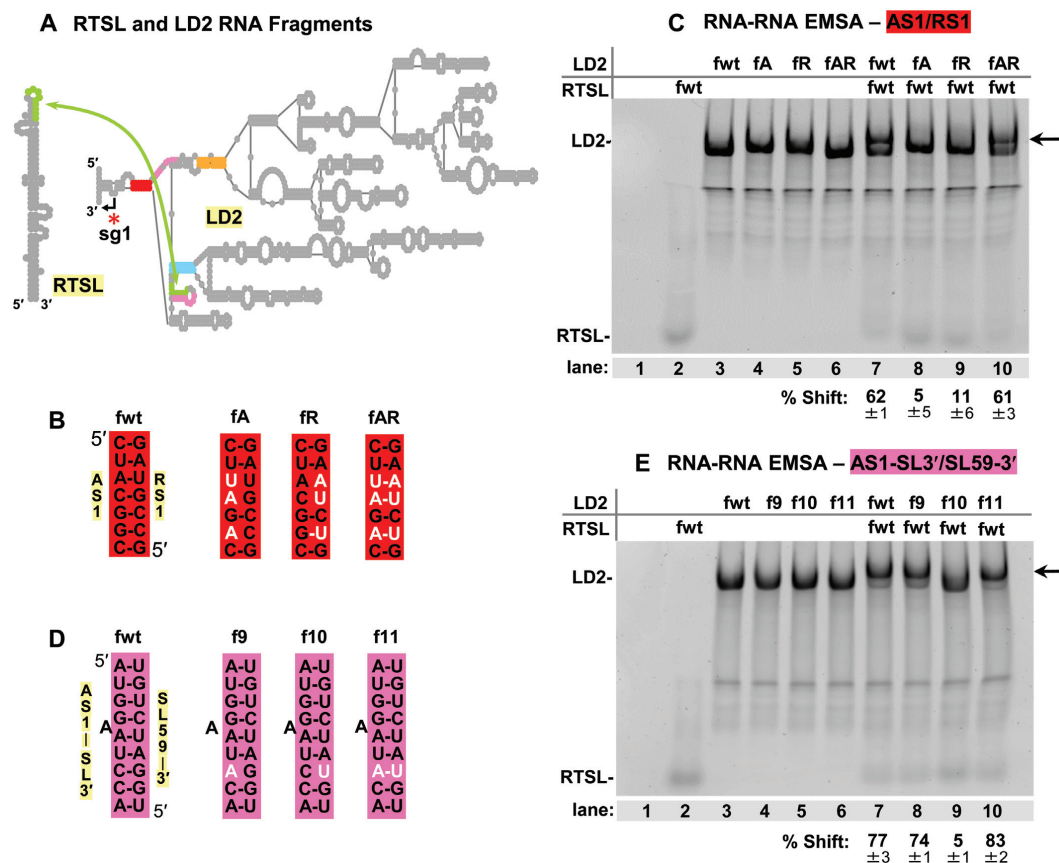 A RTSL and LD2 RNA Fragments
5′
3′
*
sg1
LD2
RTSL
5′ 3′
B
fwt fA fR fAR
5′ C-G C-G C-G C-G
U-A U A U A U-A
C-U U U A U U-U
A-G A G C G A-G
C-C G C G C G-C
G-C A C C U A-U
C-G C G C G C-G
5′
AS1
RS1
D
fwt f9 f10 f11
5′ A-U A-U A-U A-U
U-G U-G U-G U-G
G-U G-U G-U G-U
G-C G-C G-C G-C
A A-U A A-U A A-U A A-U
U-A U-A U-A U-A
C-G A G C U A-U
C-G C-G C-G C-G
A-U A-U A-U A-U
5′
AS1–SL3′
SL59–3′
C RNA-RNA EMSA – AS1/RS1
LD2 fwt fA fR fAR fwt fA fR fAR
RTSL fwt fwt fwt fwt fwt
LD2-
RTSL-
lane: 1 2 3 4 5 6 7 8 9 10
% Shift: 62 5 11 61
±1 ±5 ±6 ±3
E RNA-RNA EMSA – AS1-SL3′/SL59-3′
LD2 fwt f9 f10 f11 fwt f9 f10 f11
RTSL fwt fwt fwt fwt fwt
LD2-
RTSL-
lane: 1 2 3 4 5 6 7 8 9 10
% Shift: 77 74 5 83
±3 ±1 ±1 ±2